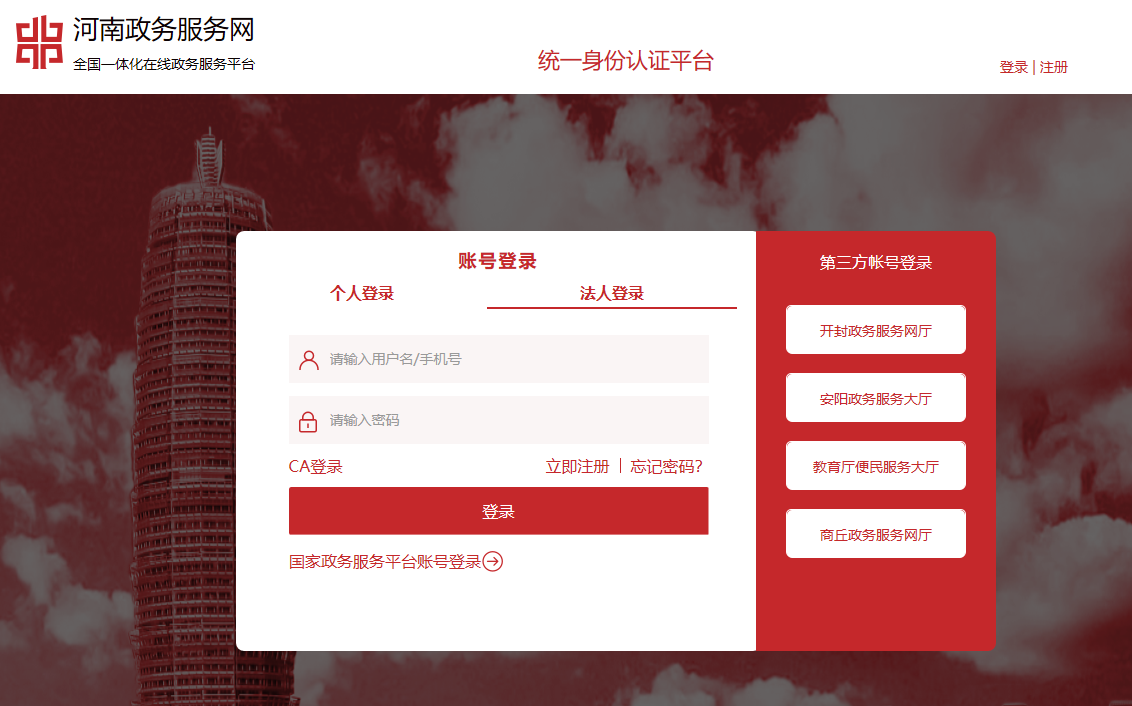 河南政务服务网
全国一体化在线政务服务平台
统一身份认证平台
登录 | 注册
账号登录
个人登录
法人登录
请输入用户名/手机号
请输入密码
CA登录
立即注册 | 忘记密码?
登录
国家政务服务平台账号登录
第三方帐号登录
开封政务服务网厅
安阳政务服务大厅
教育厅便民服务大厅
商丘政务服务网厅